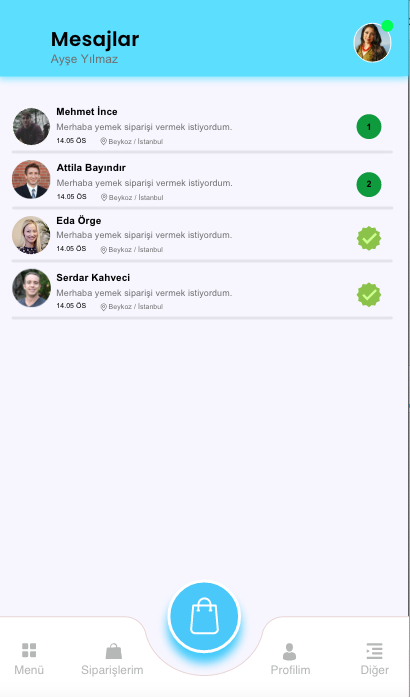 Mesajlar
Ayşe Yılmaz
Mehmet İnce
Merhaba yemek siparişi vermek istiyordum.
14.05 ÖS Beykoz / İstanbul
1
Attila Bayındır
Merhaba yemek siparişi vermek istiyordum.
14.05 ÖS Beykoz / İstanbul
2
Eda Örge
Merhaba yemek siparişi vermek istiyordum.
14.05 ÖS Beykoz / İstanbul
Serdar Kahveci
Merhaba yemek siparişi vermek istiyordum.
14.05 ÖS Beykoz / İstanbul
Menü Siparişlerim Profilim Diğer